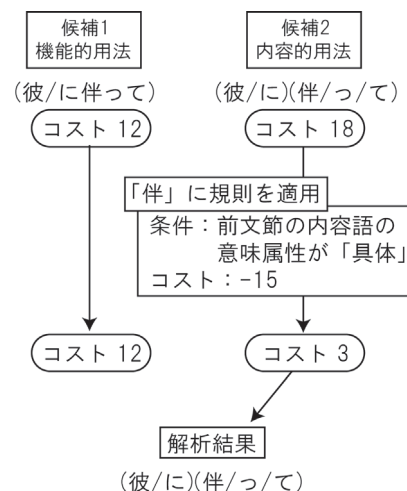 候補1
機能的用法
候補2
内容的用法
(彼/に伴って)
(彼/に)(伴/っ/て)
コスト 12
コスト 18
「伴」に規則を適用
条件：前文節の内容語の
意味属性が「具体」
コスト：-15
コスト 12
コスト 3
解析結果
(彼/に)(伴/っ/て)